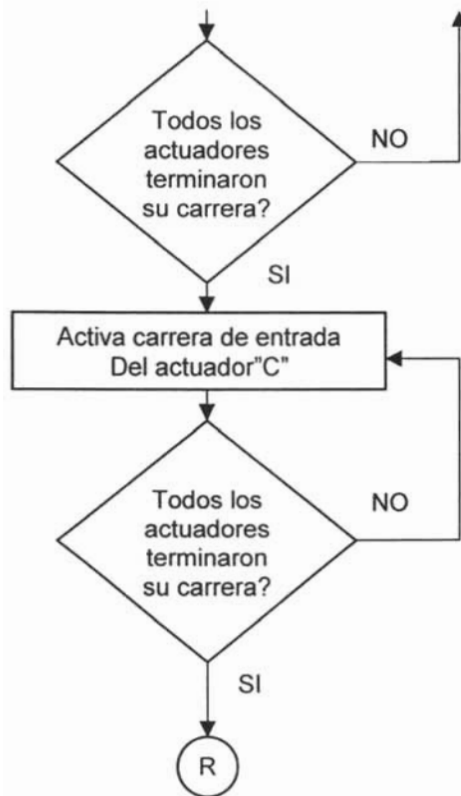 Todos los
actuadores
terminaron
su carrera?
NO
SI
Activa carrera de entrada
Del actuador"C"
Todos los
actuadores
terminaron
su carrera?
NO
SI
R